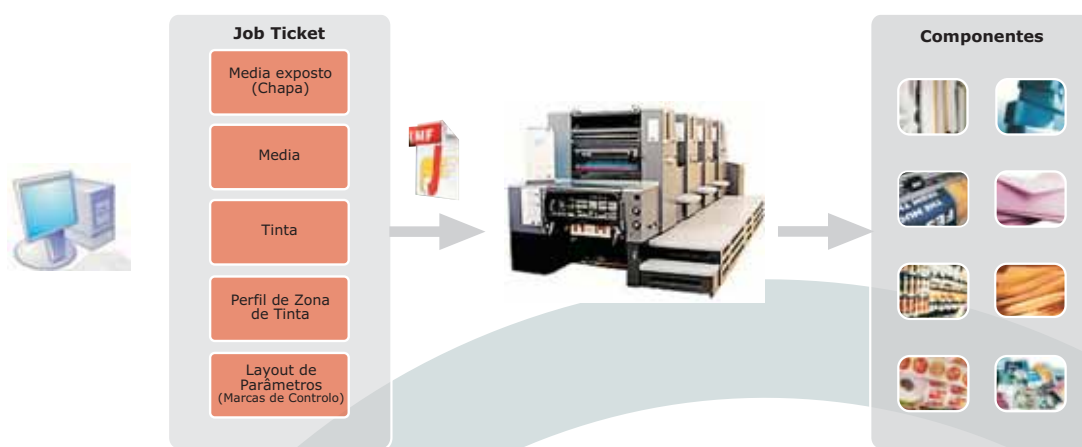 Job Ticket
Media exposto
(Chapa)
Media
Tinta
Perfil de Zona
de Tinta
Layout de
Parâmetros
(Marcas de Controlo)
Componentes